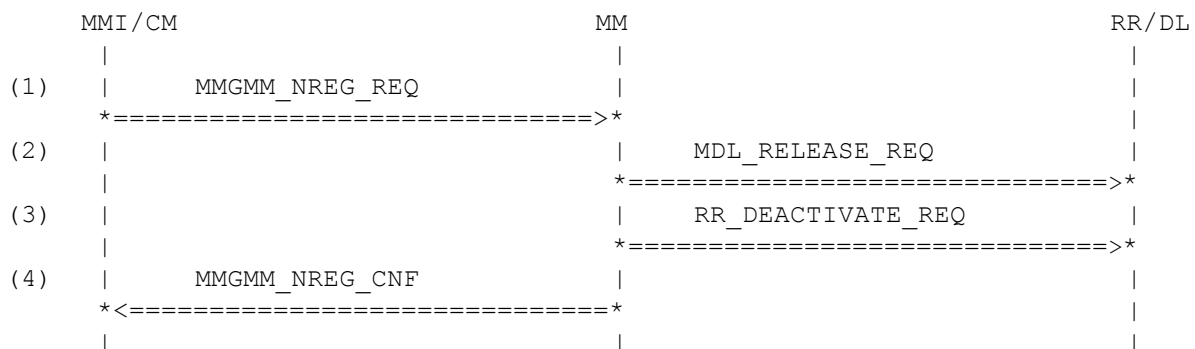 MMI/CM MM RR/DL
(1) MMGMM_NREG_REQ
(2) MDL_RELEASE_REQ
(3) RR_DEACTIVATE_REQ
(4) MMGMM_NREG_CNF